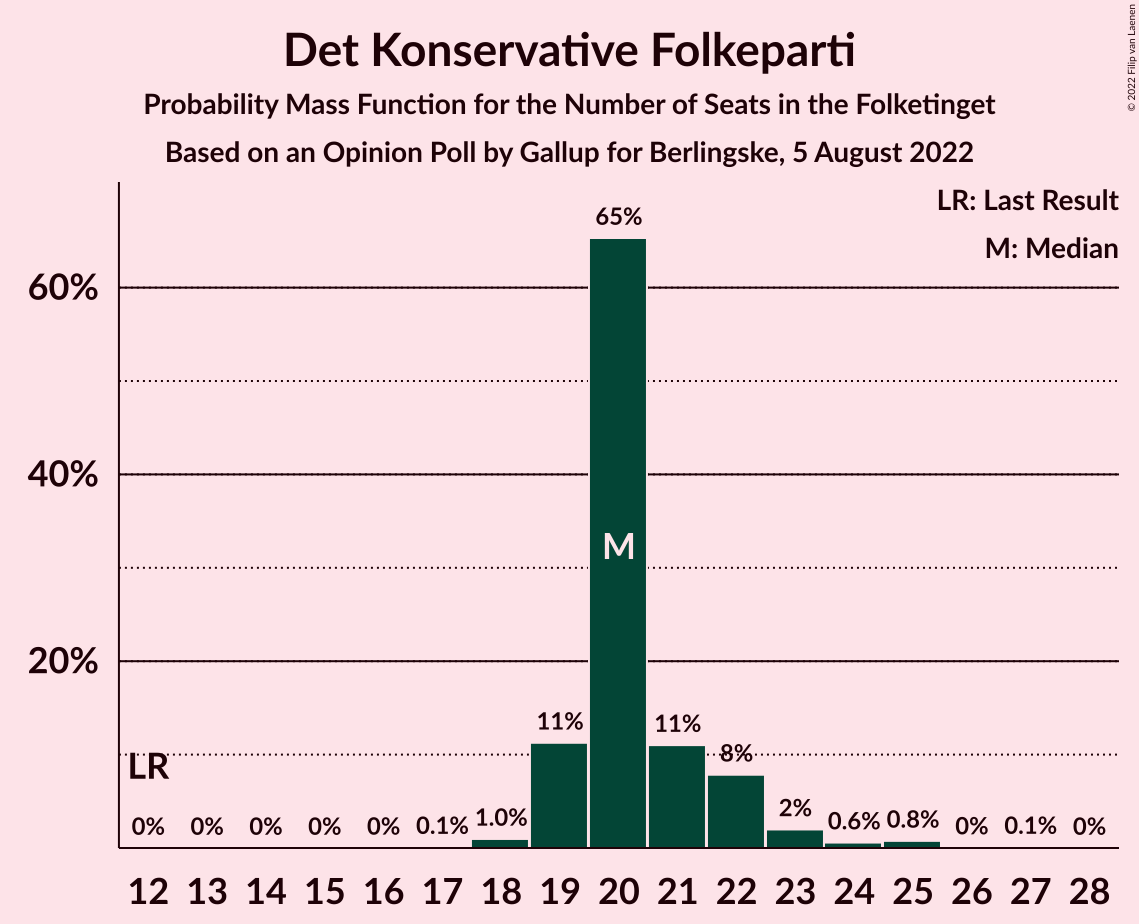 Det Konservative Folkeparti
Probability Mass Function for the Number of Seats in the Folketinget
Based on an Opinion Poll by Gallup for Berlingske, 5 August 2022
© 2022 Filip van Laenen
LR: Last Result
M: Median
65%
60%
40%
M
20%
11%
11%
8%
LR
2%
0% 0% 0% 0% 0% 0.1% 1.0% 0.6% 0.8% 0% 0.1% 0%
12 13 14 15 16 17 18 19 20 21 22 23 24 25 26 27 28